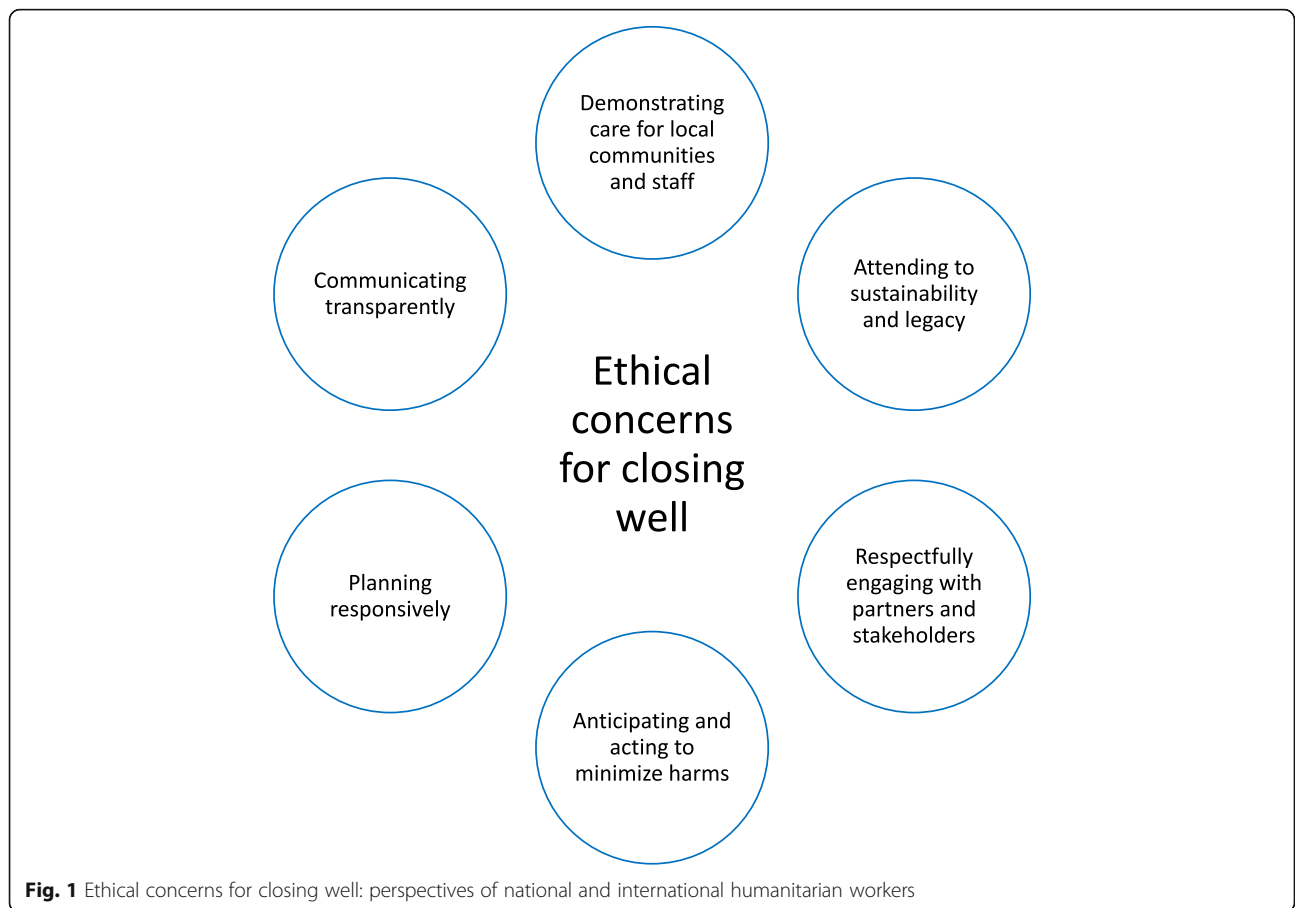 Demonstrating
care for local
communities
and staff
Communicating
transparently
Attending to
sustainability
and legacy
Ethical
concerns
for closing
well
Planning
responsively
Respectfully
engaging with
partners and
stakeholders
Anticipating and
acting to
minimize harms
Fig. 1 Ethical concerns for closing well: perspectives of national and international humanitarian workers